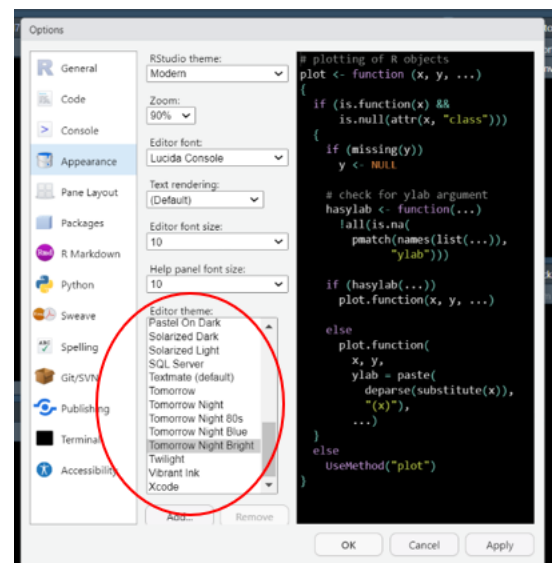 Options
General
Code
Console
Appearance
Pane Layout
Packages
R Markdown
Python
Sweave
Spelling
Git/SVN
Publishing
Terminal
Accessibility
RStudio theme:
Modern
Zoom:
90%
Editor font:
Lucida Console
Text rendering:
(Default)
Editor font size:
10
Help panel font size:
10
Editor theme:
Pastel On Dark
Solarized Dark
Solarized Light
SQL Server
Textmate (default)
Tomorrow
Tomorrow Night
Tomorrow Night 80s
Tomorrow Night Blue
Tomorrow Night Bright
Twilight
Vibrant Ink
Xcode
Add...
Remove
# plotting of R objects
plot <- function (x, y, ...)
{
  if (is.function(x) &&
      is.null(attr(x, "class")))
  {
    if (missing(y))
      y <- NULL

    # check for ylab argument
    hasylab <- function(...)
      !all(is.na(
        pmatch(names(list(...)),
              "ylab")))

    if (hasylab(...))
      plot.function(x, y, ...)

    else
      plot.function(
        x, y,
        ylab = paste(
          deparse(substitute(x)),
          "(x)"),
        ...)
  }
  else
    UseMethod("plot")
}
OK
Cancel
Apply